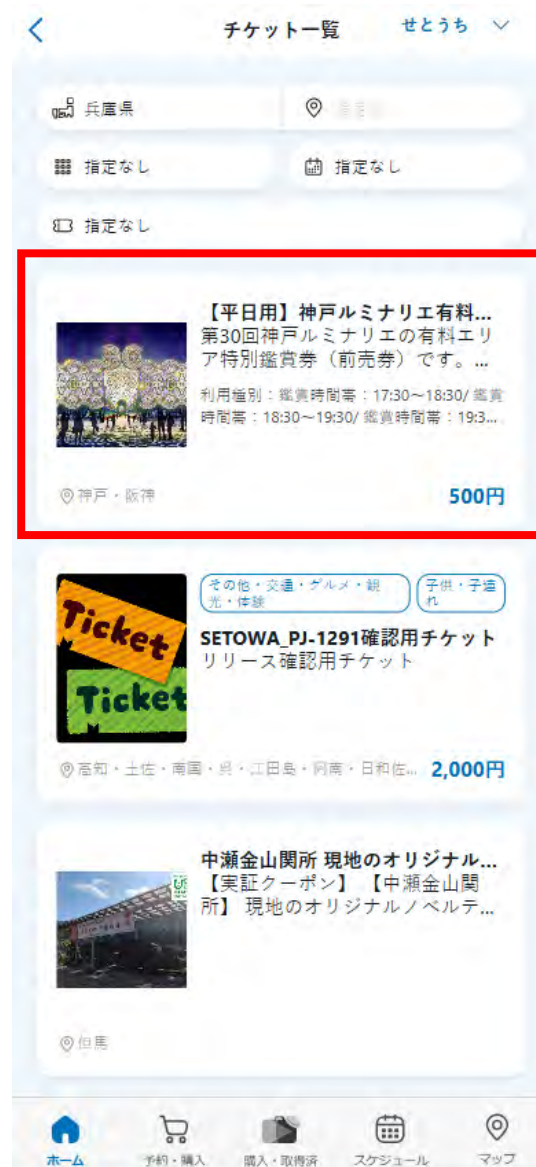 チケット一覧
せとうち
兵庫県
指定なし
指定なし
指定なし
【平日用】神戸ルミナリエ有料...
第30回神戸ルミナリエの有料エリ
ア特別鑑賞券（前売券）です。...
利用種別：鑑賞時間帯：17:30～18:30/ 鑑賞
時間帯：18:30～19:30/ 鑑賞時間帯：19:3...
神戸・阪神
500円
その他・交通・グルメ・観
光・体験
子供・子連
れ
Ticket
Ticket
SETOWA_PJ-1291確認用チケット
リリース確認用チケット
高知・土佐・南国・呉・江田島・阿南・日和佐...
2,000円
中瀬金山関所 現地のオリジナル...
【実証クーポン】 【中瀬金山関
所】 現地のオリジナルノベルテ...
但馬
ホーム
予約・購入
購入・取得済
スケジュール
マップ